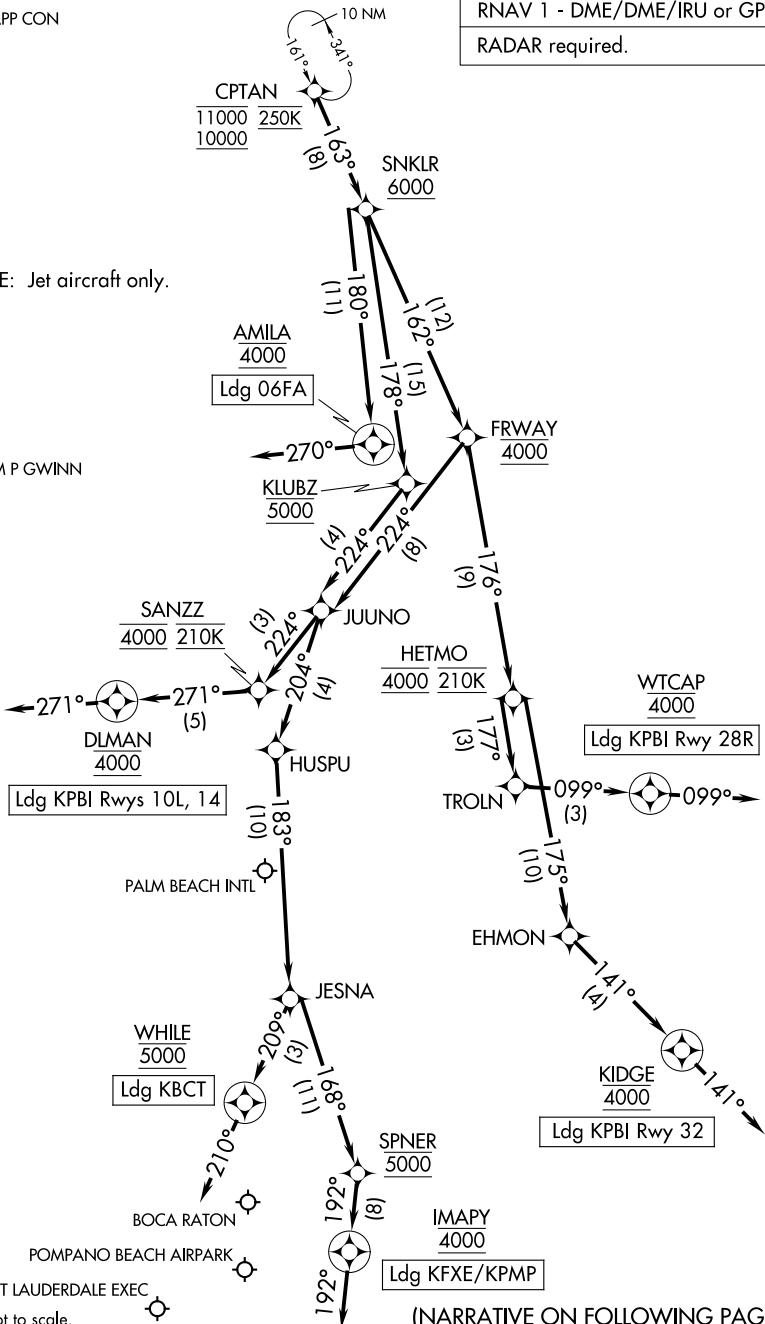 APP CON
10 NM
RNAV 1 - DME/DME/IRU or GP
RADAR required.
161°
341°
CPTAN
11000 250K
10000
163°
(8)
SNKLR
6000
E: Jet aircraft only.
180°
(11)
178°
(15)
162°
(12)
AMILA
4000
Ldg 06FA
270°
FRWAY
4000
M P GWINN
KLUBZ
5000
(4)
224°
224°
(8)
176°
(9)
JUUNO
SANZZ
4000 210K
(3)
224°
204°
(4)
HETMO
4000 210K
WTCAP
4000
Ldg KPBI Rwy 28R
271°
271°
(5)
DLMAN
4000
Ldg KPBI Rwys 10L, 14
HUSPU
177°
(3)
TROLN
099°
(3)
099°
183°
(10)
175°
(10)
PALM BEACH INTL
EHMON
141°
(4)
JESNA
WHILE
5000
Ldg KBCT
209°
(3)
168°
(11)
KIDGE
4000
Ldg KPBI Rwy 32
141°
210°
SPNER
5000
BOCA RATON
192°
(8)
IMAPY
4000
Ldg KFXE/KPMP
POMPANO BEACH AIRPARK
T LAUDERDALE EXEC
192°
ot to scale.
(NARRATIVE ON FOLLOWING PAG